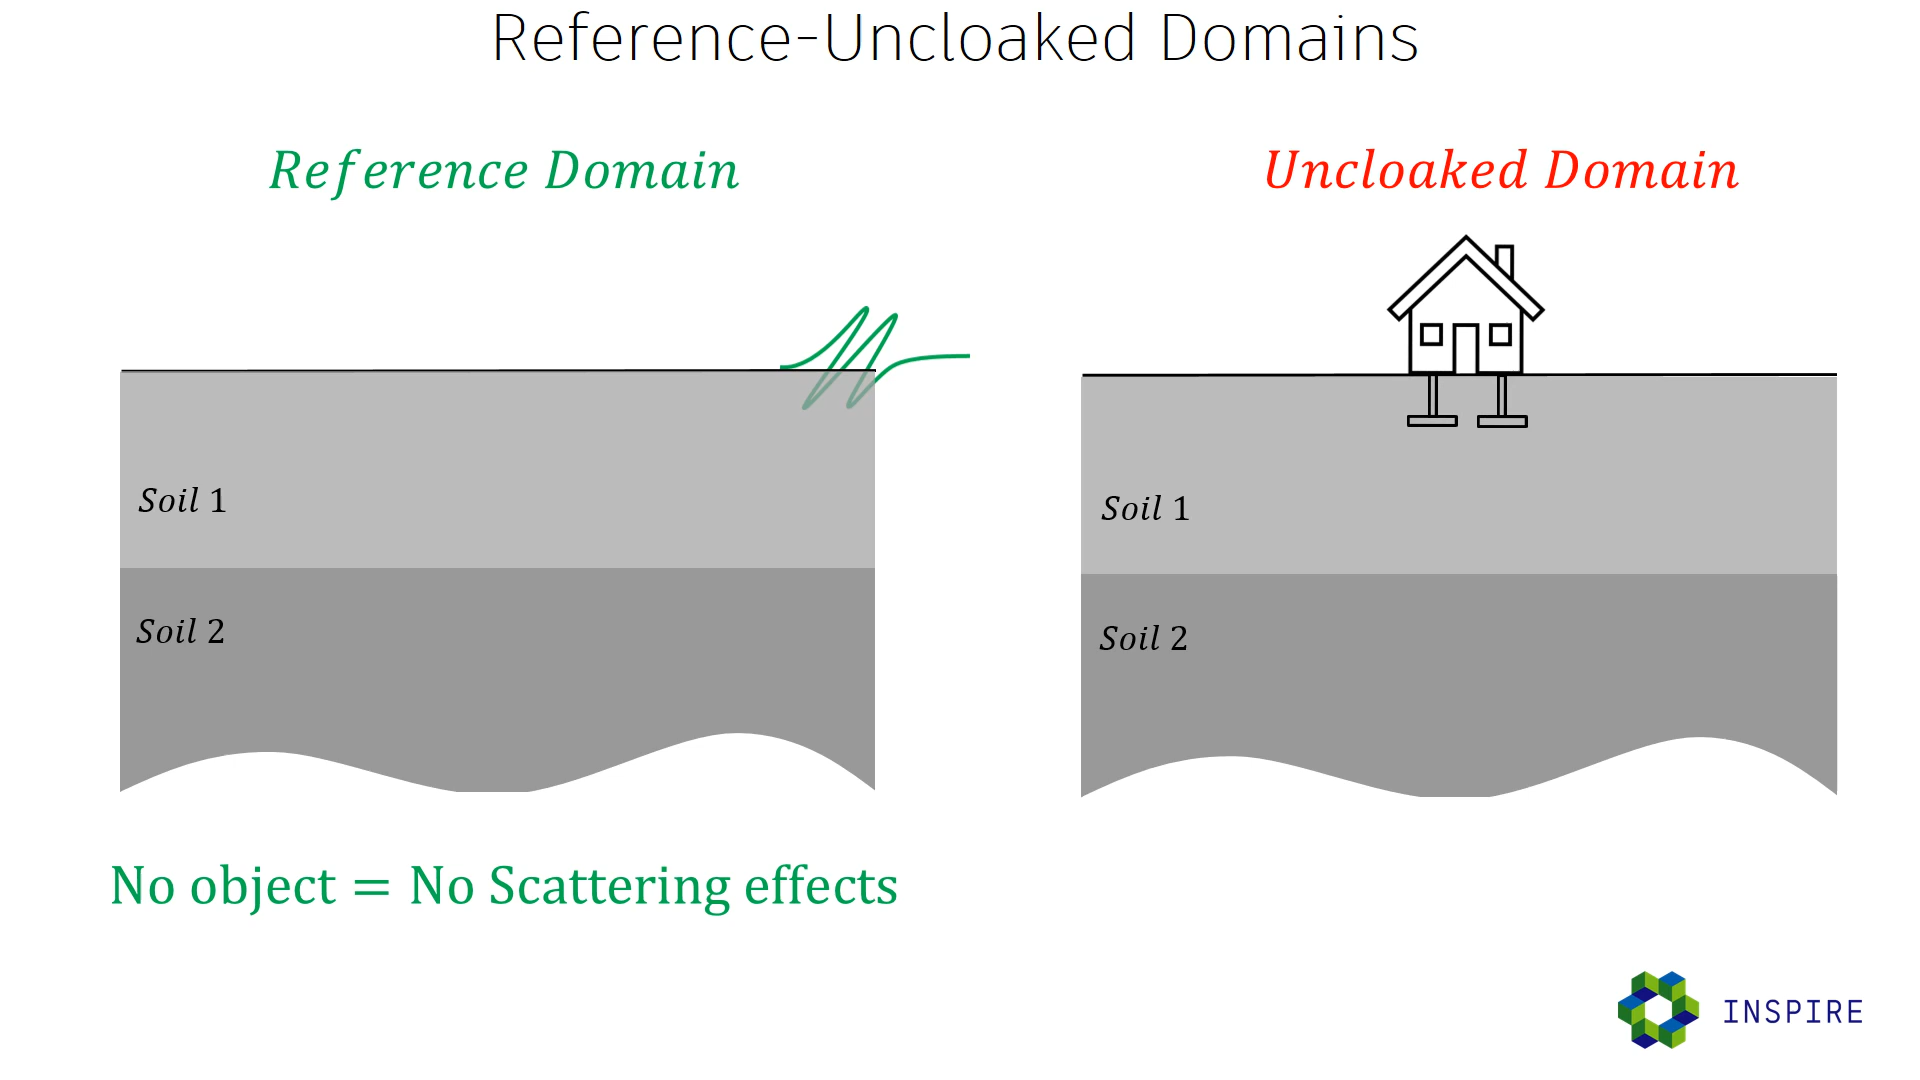 Reference-Uncloaked Domains
Reference Domain
Uncloaked Domain
Soil 1
Soil 2
Soil 1
Soil 2
No object = No Scattering effects
INSPIRE